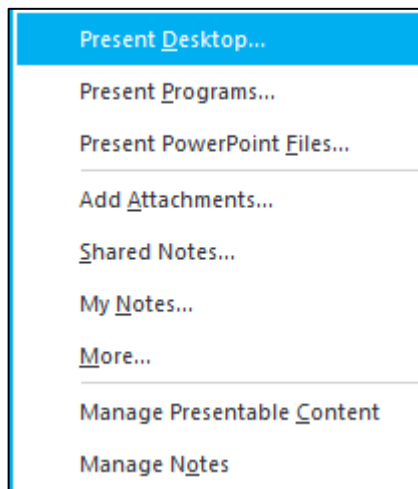 Present Desktop...
Present Programs...
Present PowerPoint Files...
Add Attachments...
Shared Notes...
My Notes...
More...
Manage Presentable Content
Manage Notes